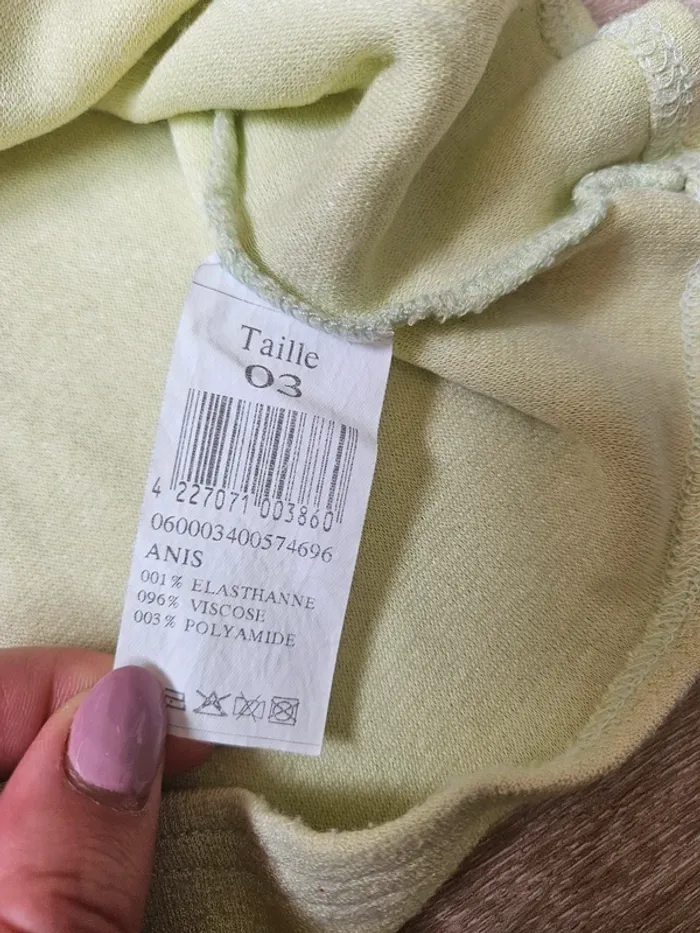 Taille
03
4 227071 003860
060003400574696
ANIS
001% ELASTHANNE
096% VISCOSE
003% POLYAMIDE